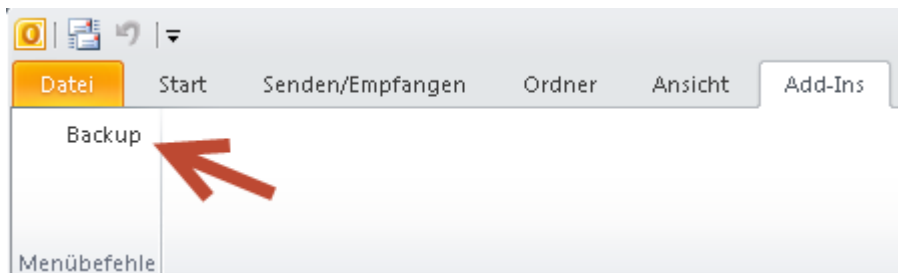 Datei Start Senden/Empfangen Ordner Ansicht Add-Ins
Backup
Menübefehle